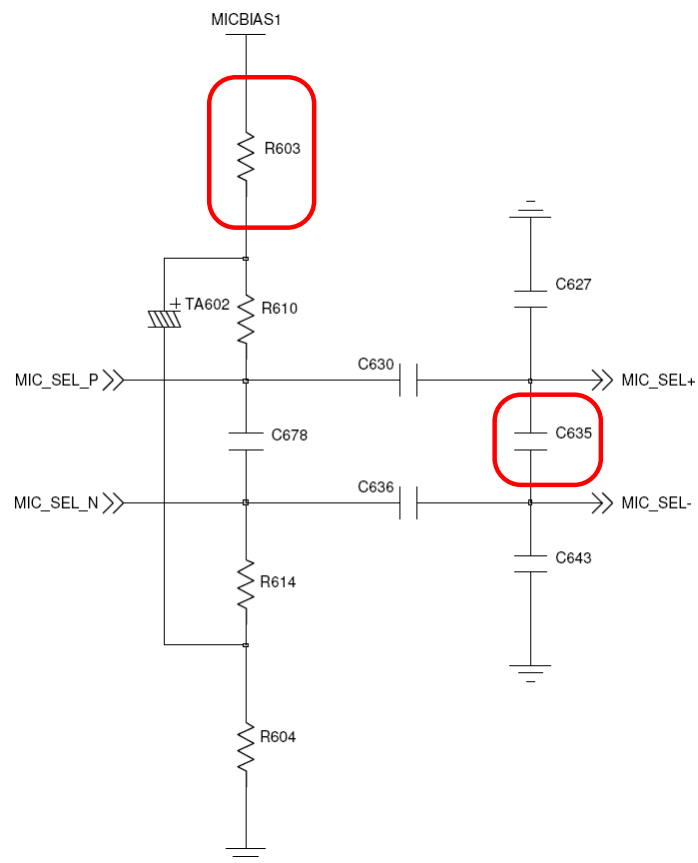 MICBIAS1
R603
C627
+ TA602
R610
C630
MIC_SEL_P
MIC_SEL+
C678
C635
C636
MIC_SEL_N
MIC_SEL-
C643
R614
R604